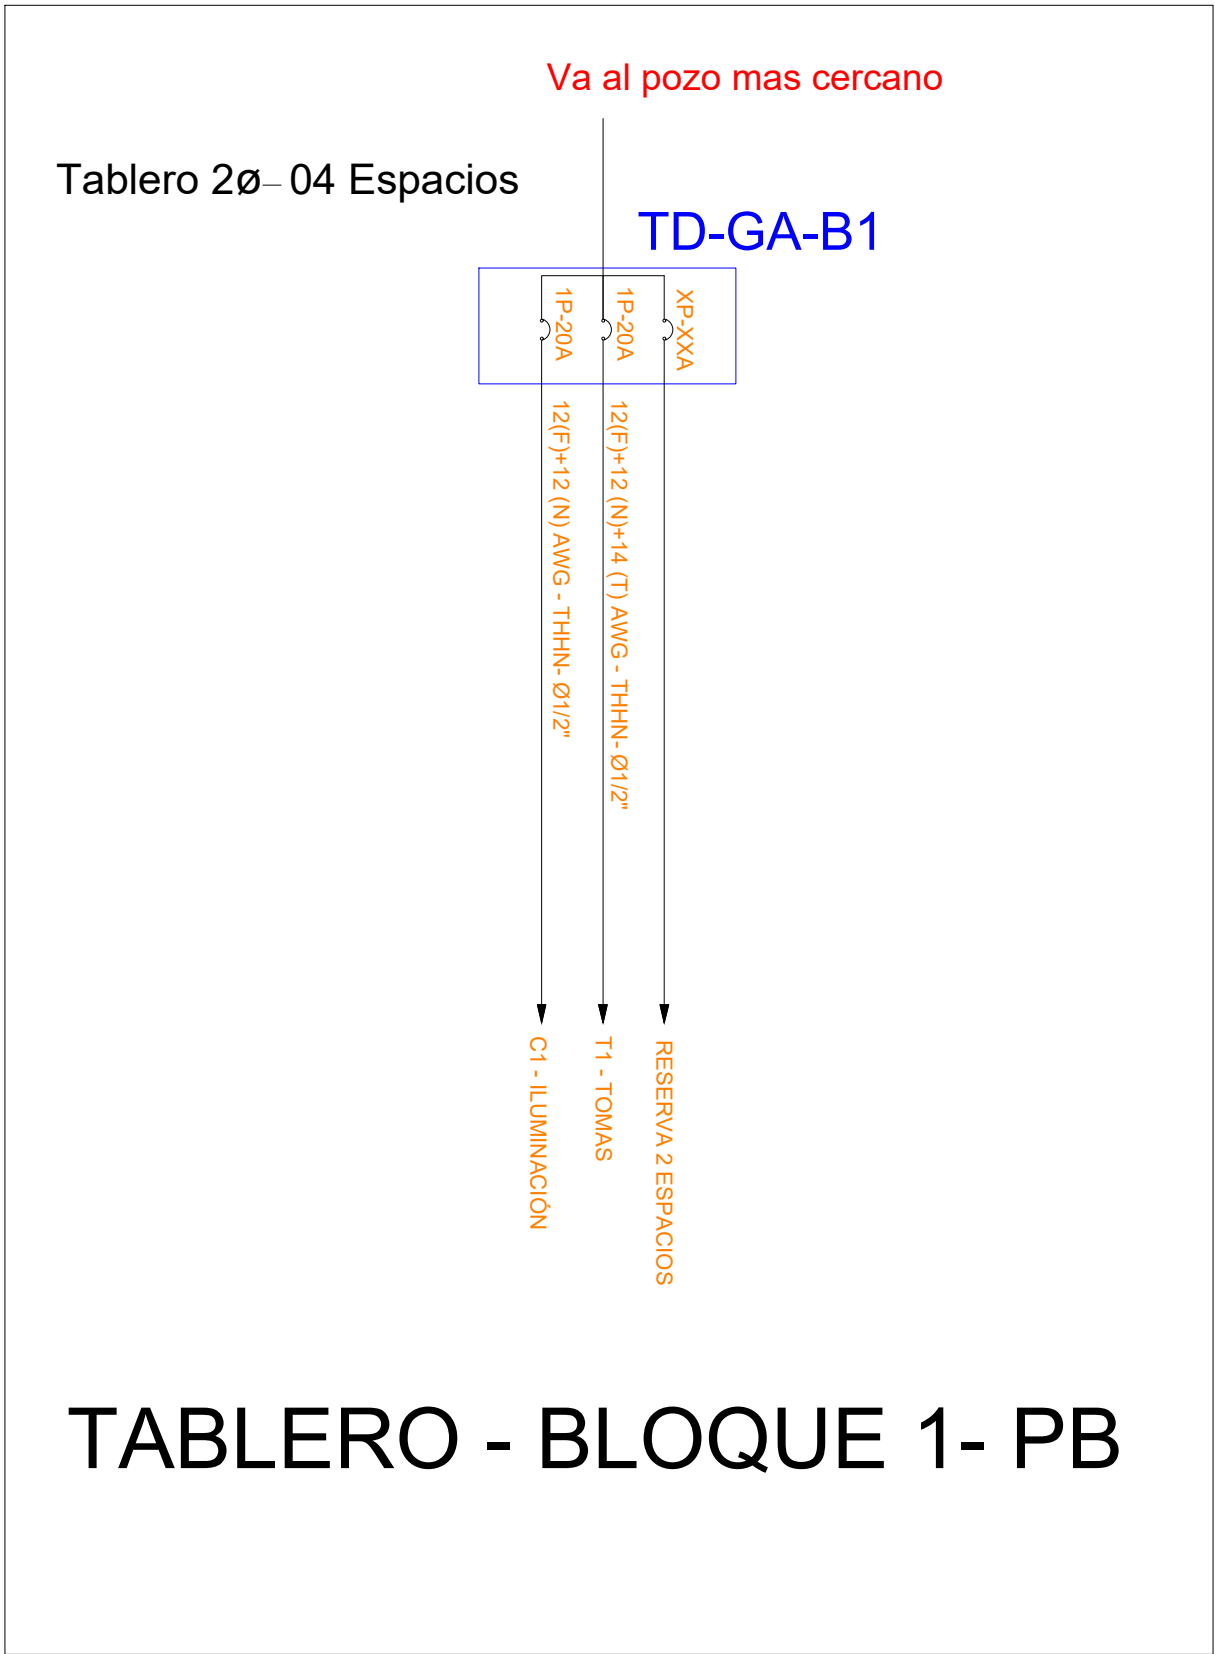 Va al pozo mas cercano
Tablero 2ø– 04 Espacios
TD-GA-B1
1P-20A
1P-20A
XP-XXA
12(F)+12 (N) AWG - THHN- Ø1/2"
12(F)+12 (N)+14 (T) AWG - THHN- Ø1/2"
C1 - ILUMINACIÓN
T1 - TOMAS
RESERVA 2 ESPACIOS
TABLERO - BLOQUE 1- PB